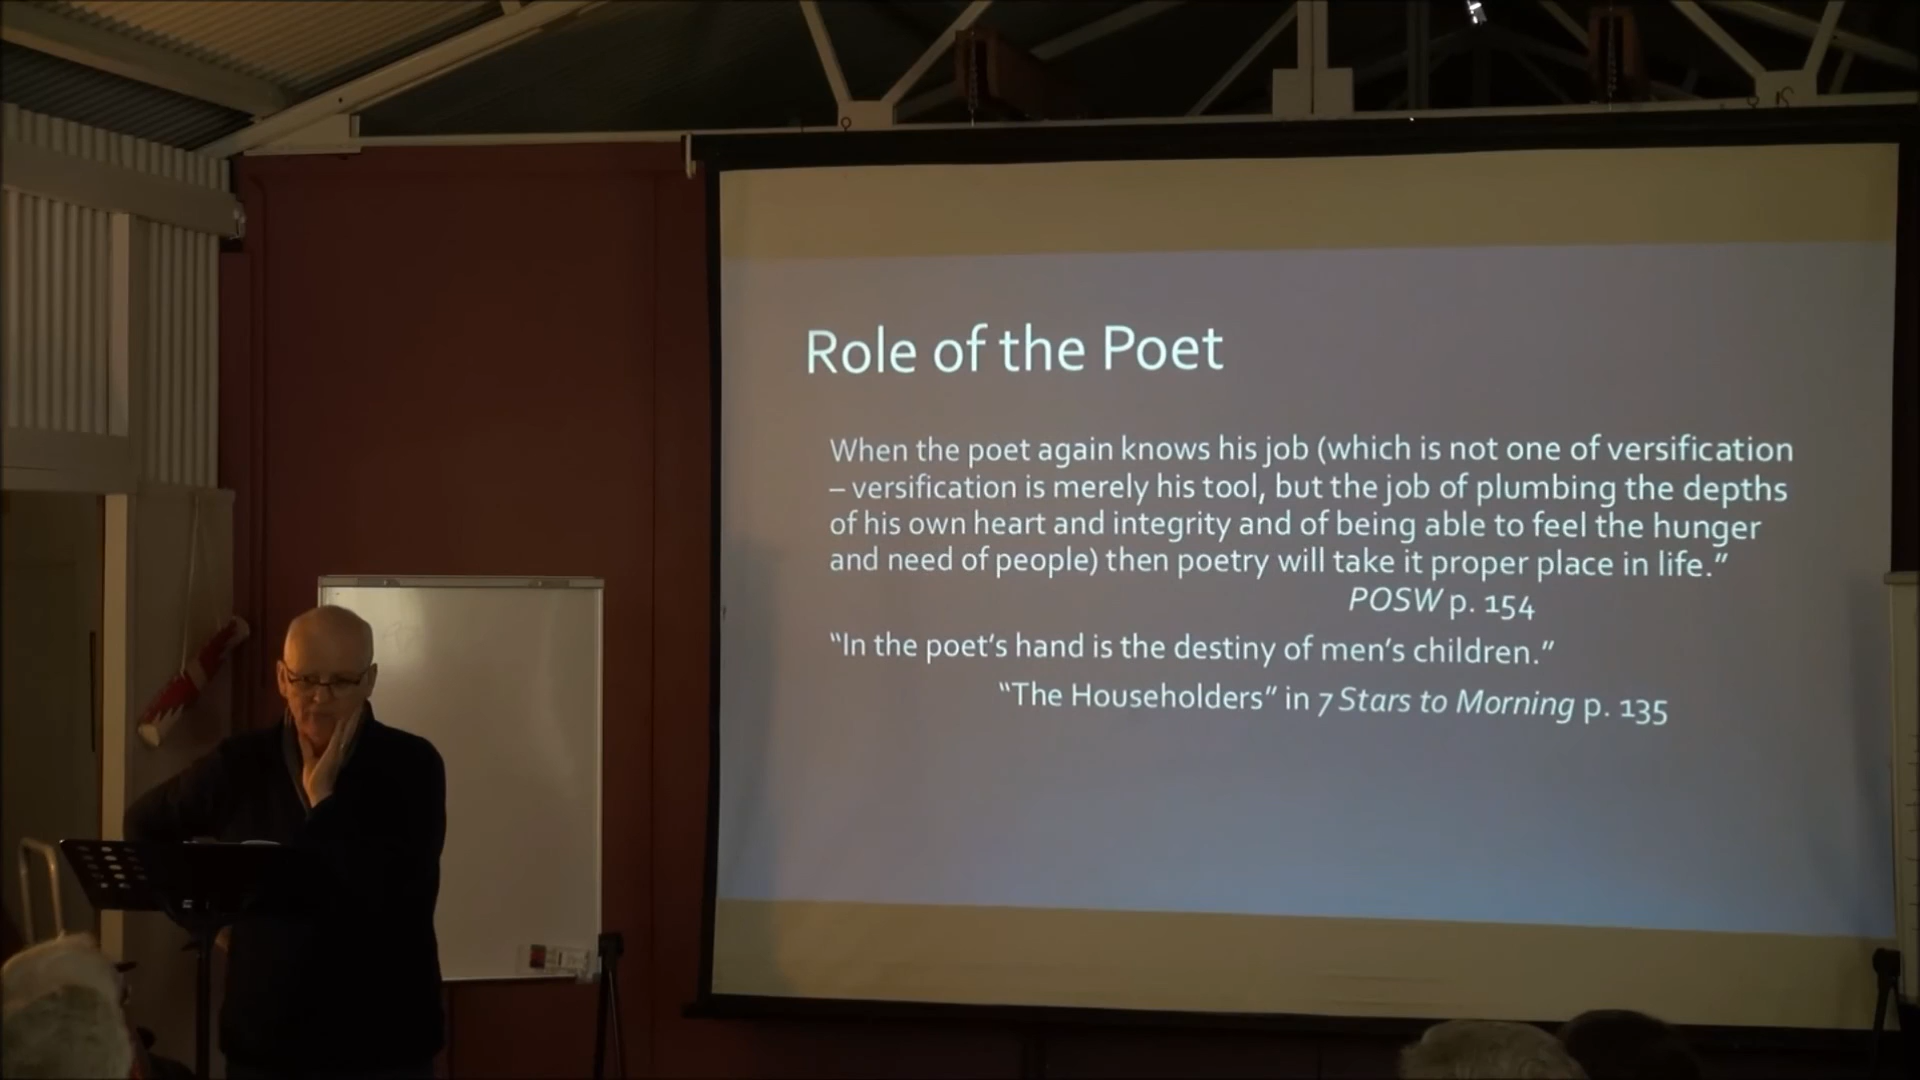 Role of the Poet
When the poet again knows his job (which is not one of versification
– versification is merely his tool, but the job of plumbing the depths
of his own heart and integrity and of being able to feel the hunger
and need of people) then poetry will take it proper place in life.”
POSW p. 154
“In the poet’s hand is the destiny of men’s children.”
“The Householders” in 7 Stars to Morning p. 135